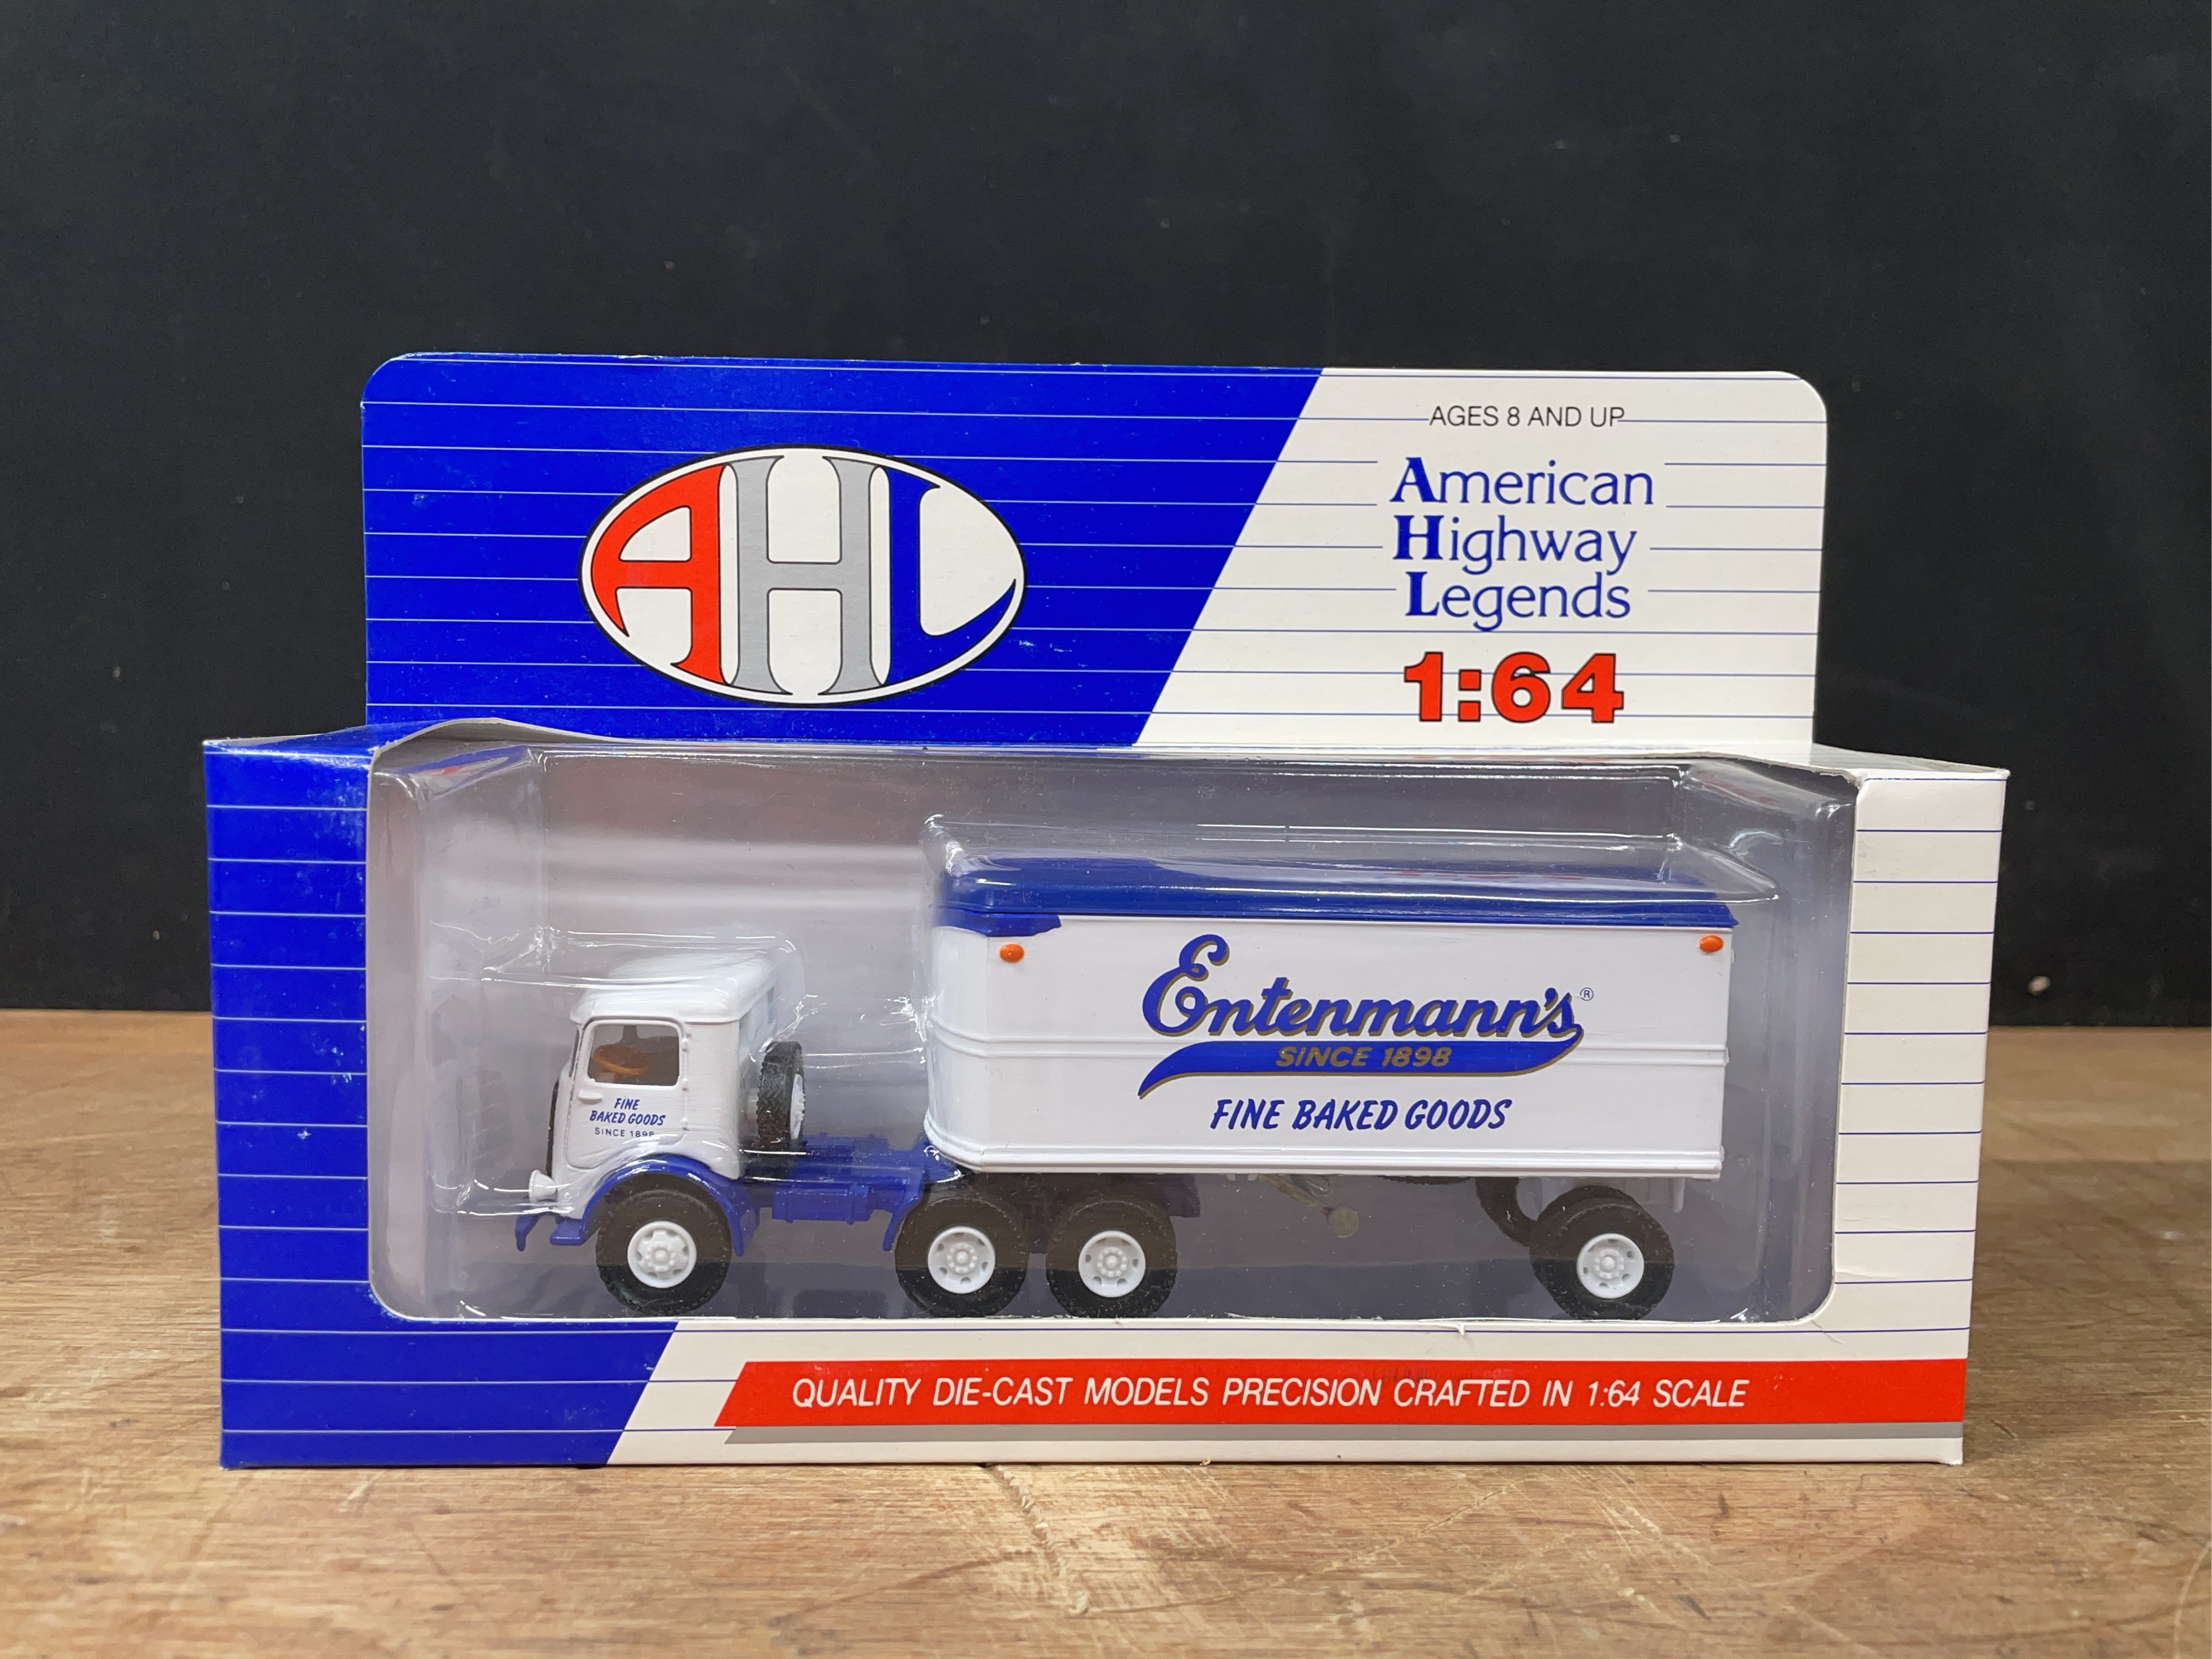 AGES 8 AND UP
AHL
American
Highway
Legends
1:64
Entenmann's®
SINCE 1898
FINE BAKED GOODS
FINE
BAKED GOODS
SINCE 1898
QUALITY DIE-CAST MODELS PRECISION CRAFTED IN 1:64 SCALE